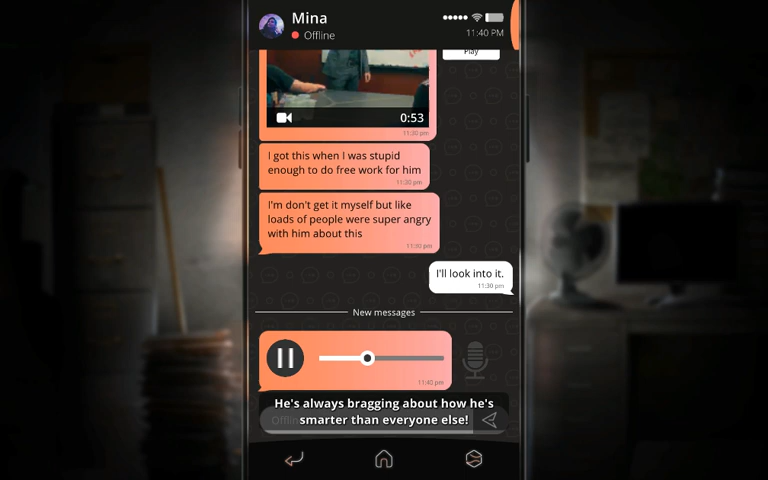 Mina
Offline
11:40 PM
Play
0:53
11:30 pm
I got this when I was stupid
enough to do free work for him
11:30 pm
I'm don't get it myself but like
loads of people were super angry
with him about this
11:30 pm
I'll look into it.
11:30 pm
New messages
11:40 pm
He's always bragging about how he's
smarter than everyone else!